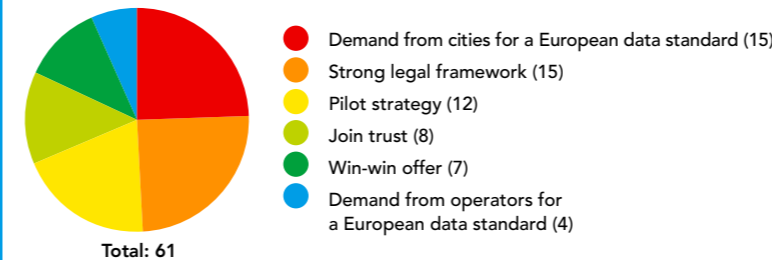 Demand from cities for a European data standard (15)
Strong legal framework (15)
Pilot strategy (12)
Join trust (8)
Win-win offer (7)
Demand from operators for
a European data standard (4)
Total: 61